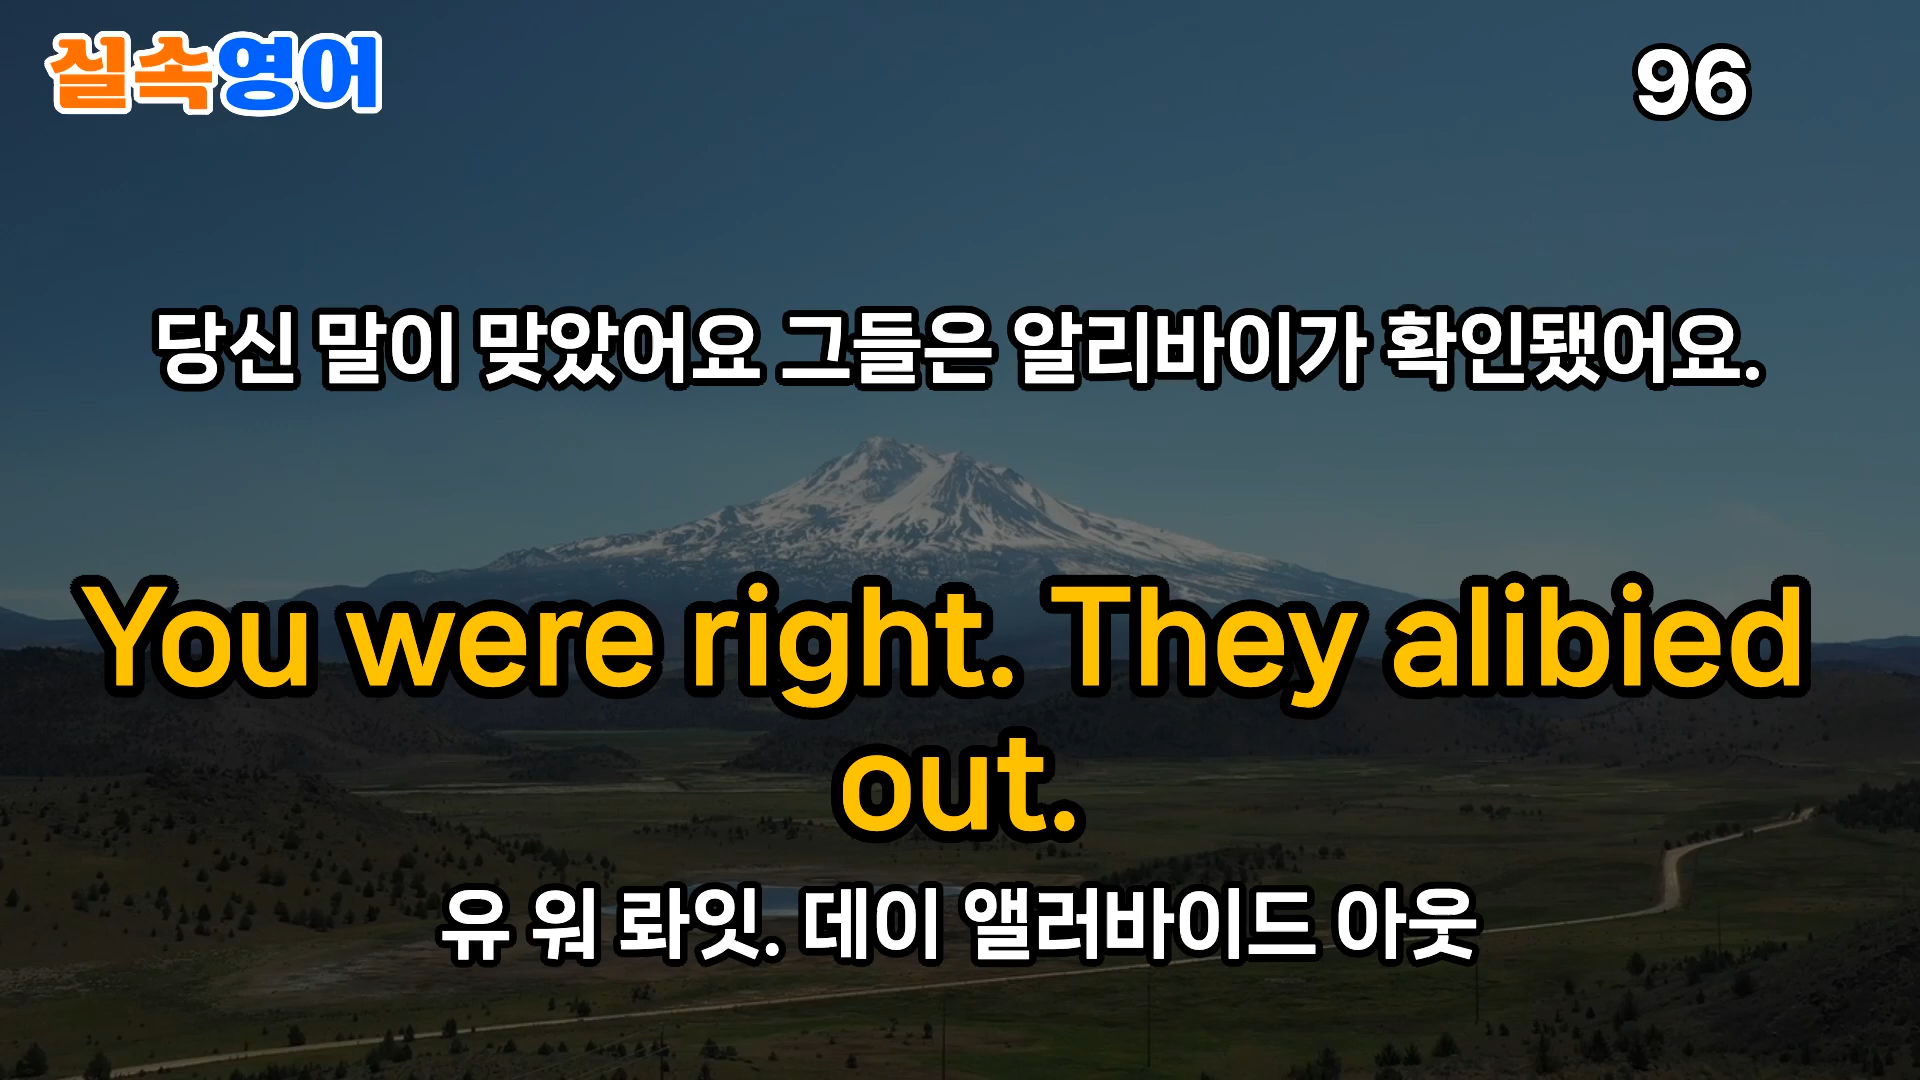 실속영어
96
당신 말이 맞았어요 그들은 알리바이가 확인됐어요.
You were right. They alibied
out.
유 워 롸잇. 데이 앨러바이드 아웃